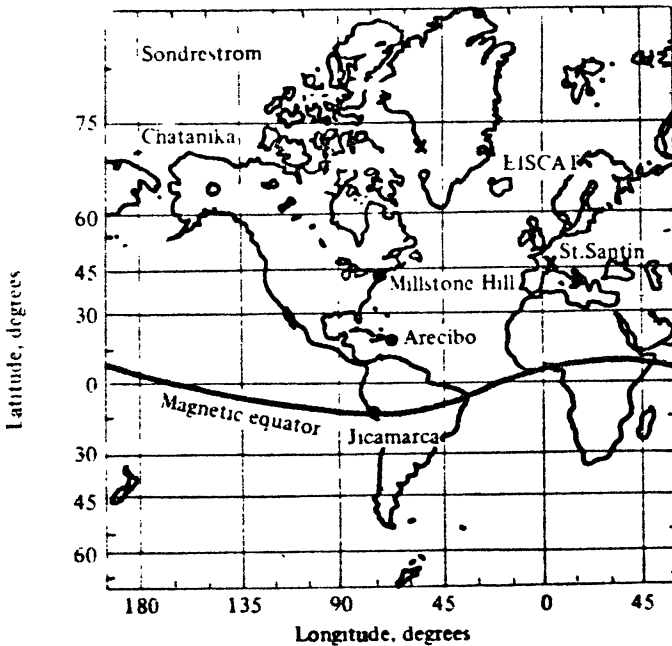 Sondrestrom
75
Chatanika
EISCAT
60
St.Santin
45
Millstone Hill
30
Arecibo
0
Magnetic equator
Jicamarca
30
45
60
180 135 90 45 0 45
Longitude, degrees
Latitude, degrees